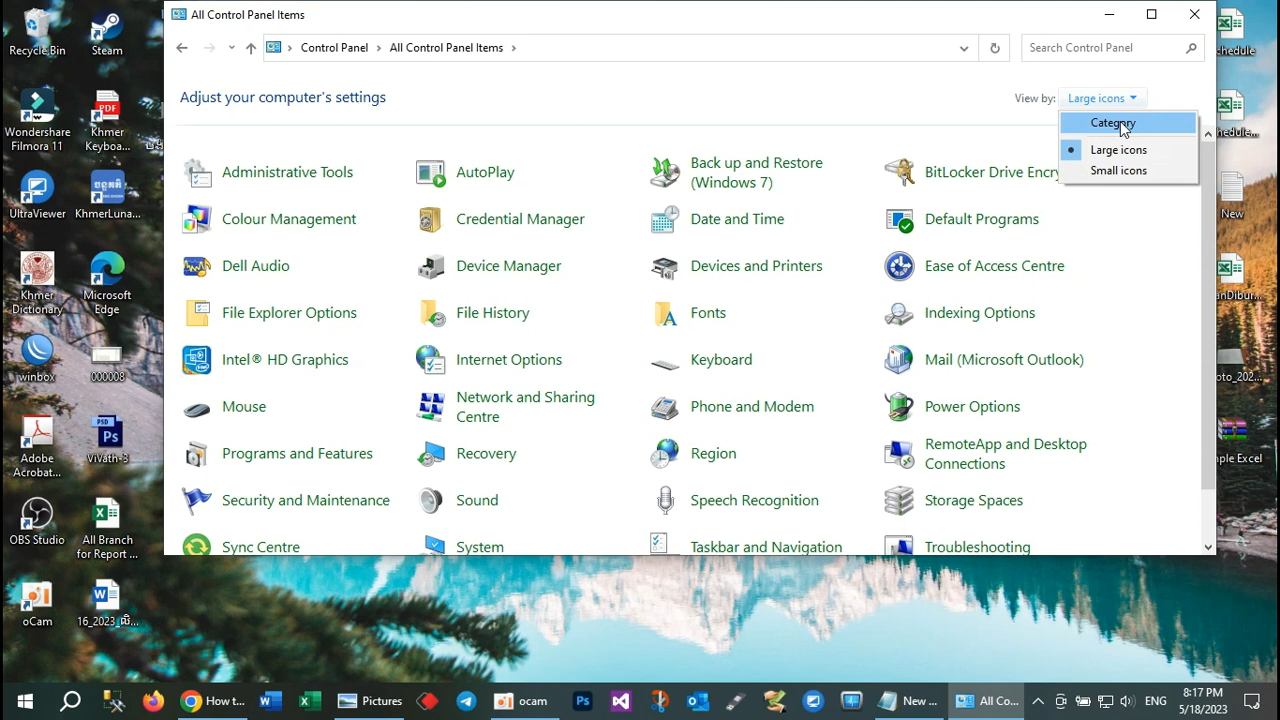 All Control Panel Items
Control Panel
All Control Panel Items
Search Control Panel
Adjust your computer's settings
View by:
Large icons
Category
Large icons
Small icons
Administrative Tools
AutoPlay
Back up and Restore
(Windows 7)
BitLocker Drive Ency
Colour Management
Credential Manager
Date and Time
Default Programs
Dell Audio
Device Manager
Devices and Printers
Ease of Access Centre
File Explorer Options
File History
Fonts
Indexing Options
Intel® HD Graphics
Internet Options
Keyboard
Mail (Microsoft Outlook)
Mouse
Network and Sharing
Centre
Phone and Modem
Power Options
Programs and Features
Recovery
Region
RemoteApp and Desktop
Connections
Security and Maintenance
Sound
Speech Recognition
Storage Spaces
Sync Centre
System
Taskbar and Navigation
Troubleshooting
Recycle Bin
Steam
Wondershare
Filmora 11
PDF
Khmer
Keyboa...
UltraViewer
KhmerLuna...
Khmer
Dictionary
Microsoft
Edge
winbox
000008
Adobe
Acrobat...
PSD
Ps
ViVath-3
OBS Studio
All Branch
for Report ...
oCam
chedule
hedule...
New
anDibur...
oto_202...
ple Excel
How t...
Pictures
ocam
Ps
New ...
All Co...
ENG
8:17 PM
5/18/2023